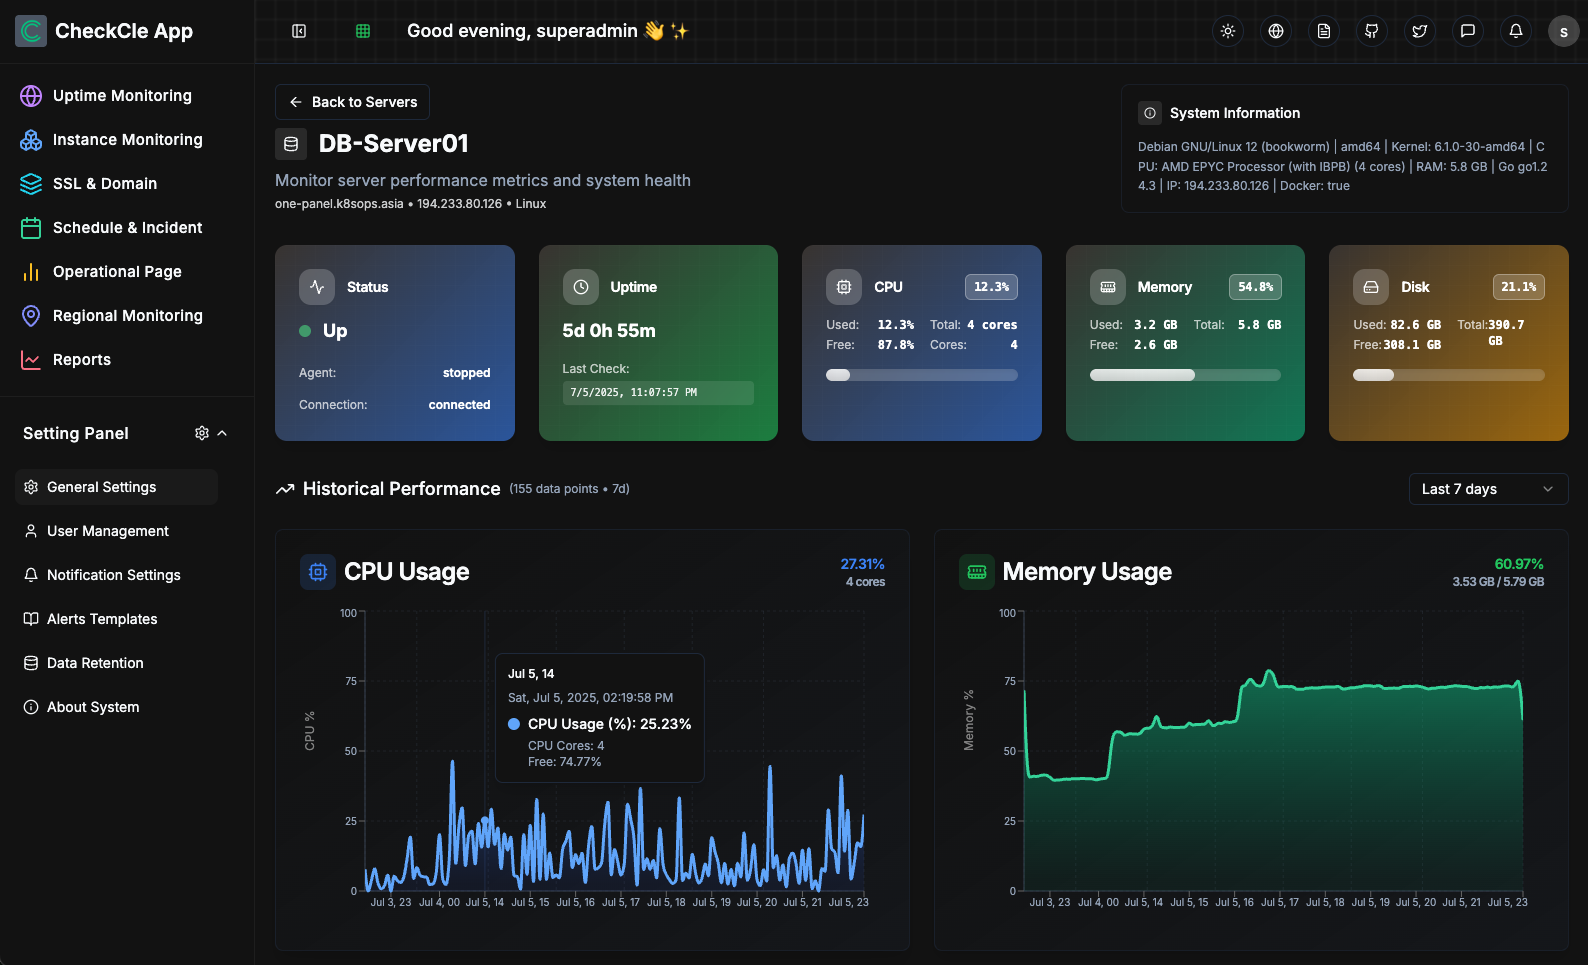 CheckCle App
Good evening, superadmin 👋 ✨
S
Uptime Monitoring
Instance Monitoring
SSL & Domain
Schedule & Incident
Operational Page
Regional Monitoring
Reports
Setting Panel
General Settings
User Management
Notification Settings
Alerts Templates
Data Retention
About System
Back to Servers
DB-Server01
Monitor server performance metrics and system health
one-panel.k8sops.asia • 194.233.80.126 • Linux
System Information
Debian GNU/Linux 12 (bookworm) | amd64 | Kernel: 6.1.0-30-amd64 | C
PU: AMD EPYC Processor (with IBPB) (4 cores) | RAM: 5.8 GB | Go go1.2
4.3 | IP: 194.233.80.126 | Docker: true
Status
Up
Agent: stopped
Connection: connected
Uptime
5d 0h 55m
Last Check:
7/5/2025, 11:07:57 PM
CPU 12.3%
Used: 12.3% Total: 4 cores
Free: 87.8% Cores: 4
Memory 54.8%
Used: 3.2 GB Total: 5.8 GB
Free: 2.6 GB
Disk 21.1%
Used: 82.6 GB Total: 390.7 GB
Free: 308.1 GB
Historical Performance (155 data points • 7d)
Last 7 days
CPU Usage
27.31%
4 cores
100
75
50
25
0
CPU %
Jul 5, 14
Sat, Jul 5, 2025, 02:19:58 PM
CPU Usage (%): 25.23%
CPU Cores: 4
Free: 74.77%
Jul 3, 23 Jul 4, 00 Jul 5, 14 Jul 5, 15 Jul 5, 16 Jul 5, 17 Jul 5, 18 Jul 5, 19 Jul 5, 20 Jul 5, 21 Jul 5, 23
Memory Usage
60.97%
3.53 GB / 5.79 GB
100
75
50
25
0
Memory %
Jul 3, 23 Jul 4, 00 Jul 5, 14 Jul 5, 15 Jul 5, 16 Jul 5, 17 Jul 5, 18 Jul 5, 19 Jul 5, 20 Jul 5, 21 Jul 5, 23